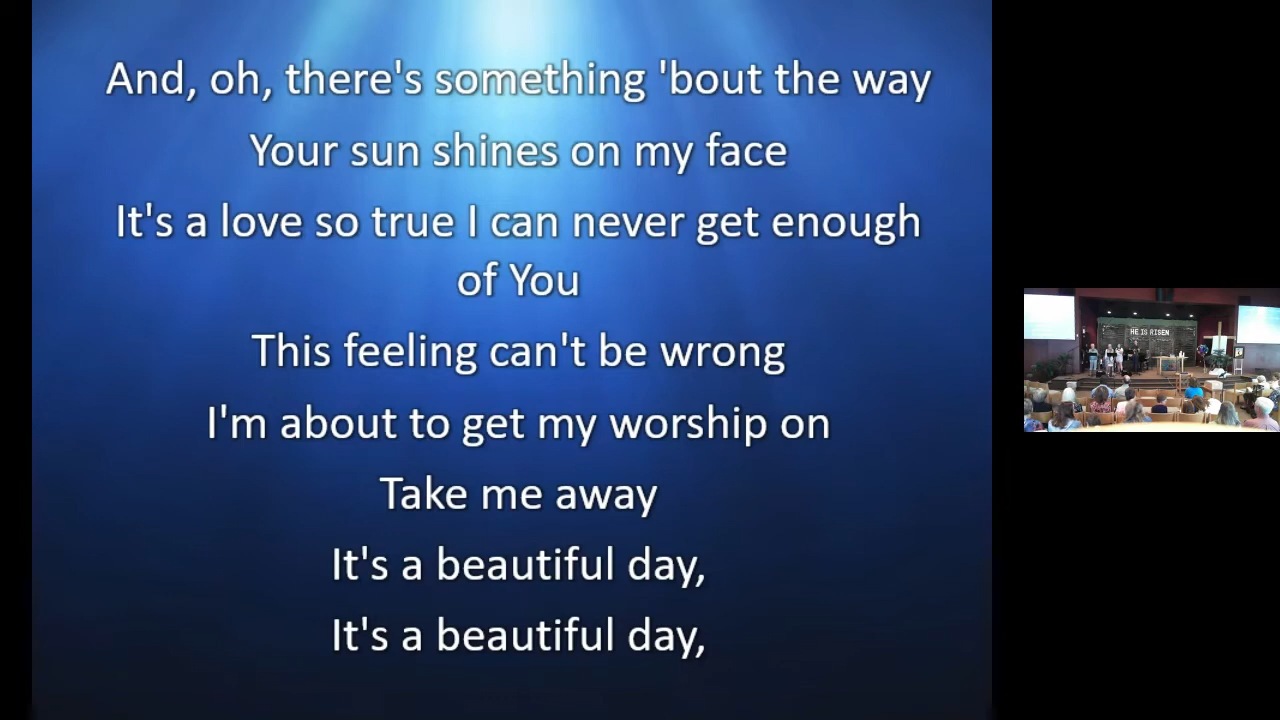 And, oh, there's something 'bout the way
Your sun shines on my face
It's a love so true I can never get enough
of You
This feeling can't be wrong
I'm about to get my worship on
Take me away
It's a beautiful day,
It's a beautiful day,
HE IS RISEN